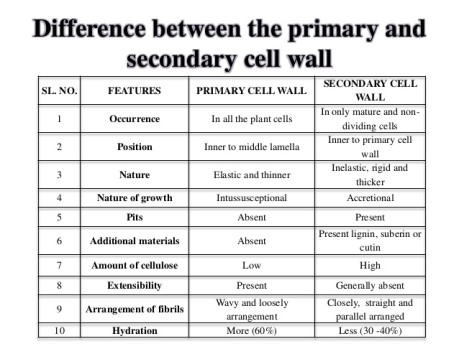 Difference between the primary and
secondary cell wall
SL. NO. FEATURES PRIMARY CELL WALL SECONDARY CELL WALL
1 Occurrence In all the plant cells In only mature and non-dividing cells
2 Position Inner to middle lamella Inner to primary cell wall
3 Nature Elastic and thinner Inelastic, rigid and thicker
4 Nature of growth Intussusceptional Accretional
5 Pits Absent Present
6 Additional materials Absent Present lignin, suberin or cutin
7 Amount of cellulose Low High
8 Extensibility Present Generally absent
9 Arrangement of fibrils Wavy and loosely arrangement Closely, straight and parallel arranged
10 Hydration More (60%) Less (30 -40%)